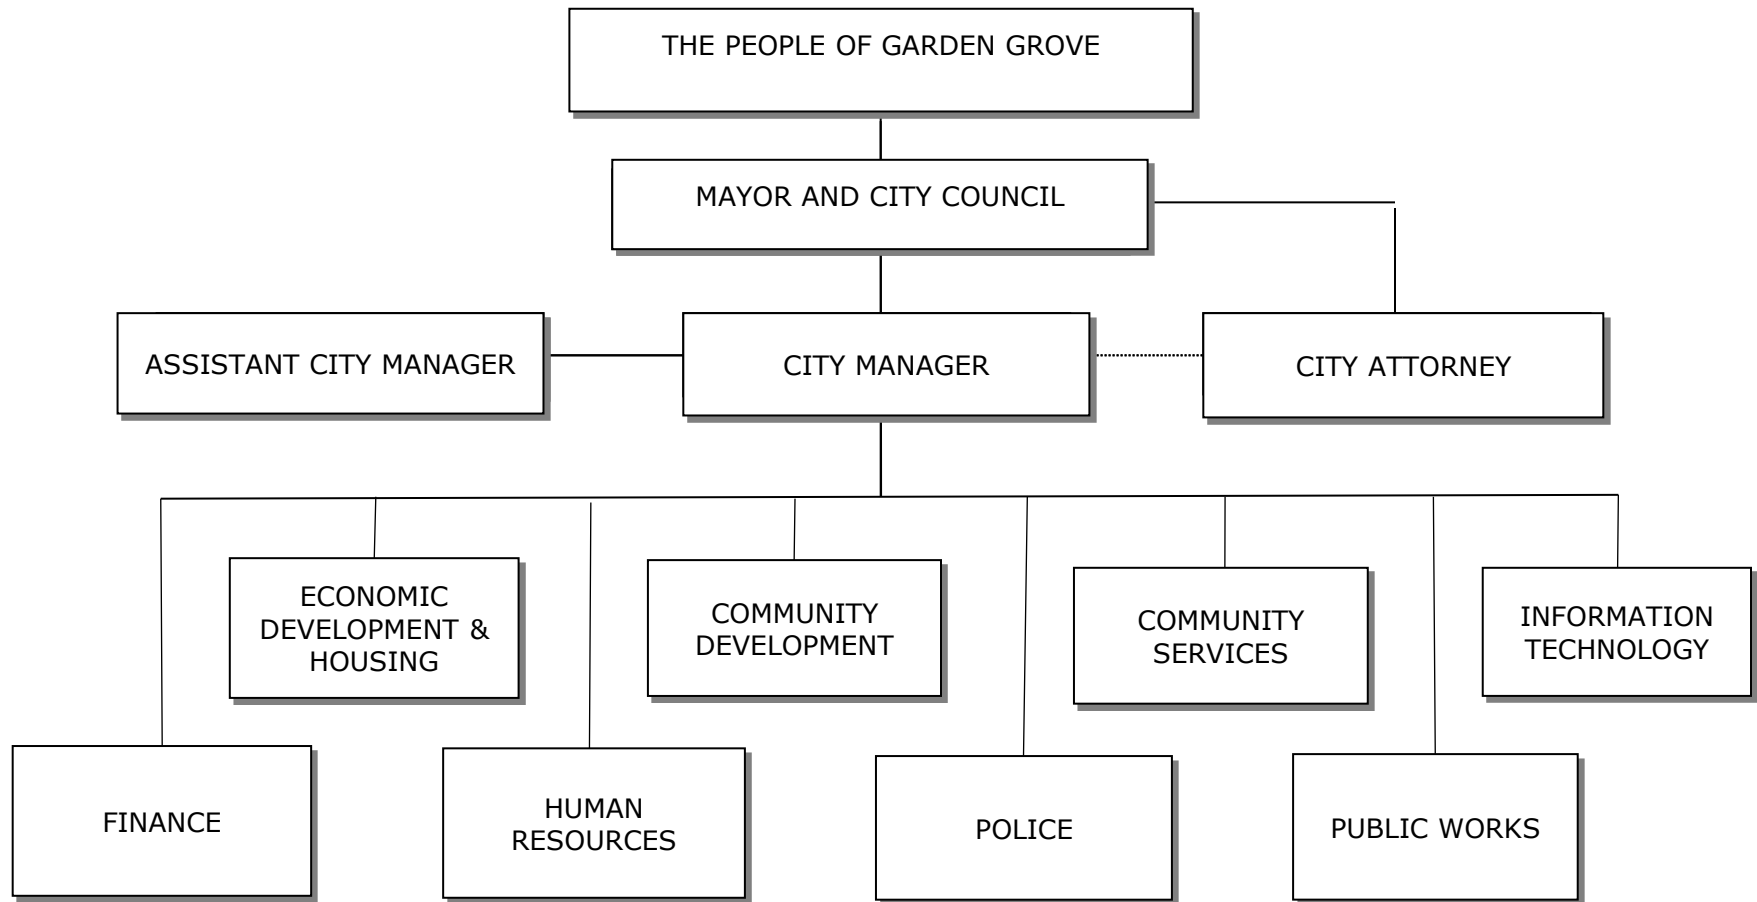 THE PEOPLE OF GARDEN GROVE
MAYOR AND CITY COUNCIL
ASSISTANT CITY MANAGER
CITY MANAGER
CITY ATTORNEY
ECONOMIC
DEVELOPMENT &
HOUSING
COMMUNITY
DEVELOPMENT
COMMUNITY
SERVICES
INFORMATION
TECHNOLOGY
FINANCE
HUMAN
RESOURCES
POLICE
PUBLIC WORKS